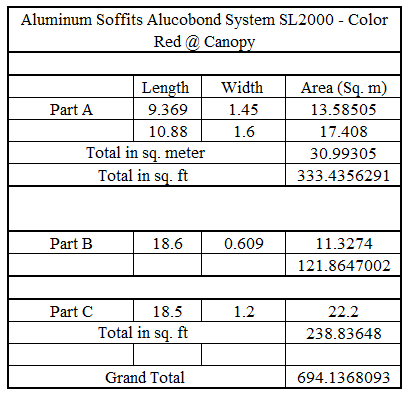 Aluminum Soffits Alucobond System SL2000 - Color
Red @ Canopy
Length Width Area (Sq. m)
Part A 9.369 1.45 13.58505
10.88 1.6 17.408
Total in sq. meter 30.99305
Total in sq. ft 333.4356291
Part B 18.6 0.609 11.3274
121.8647002
Part C 18.5 1.2 22.2
Total in sq. ft 238.83648
Grand Total 694.1368093